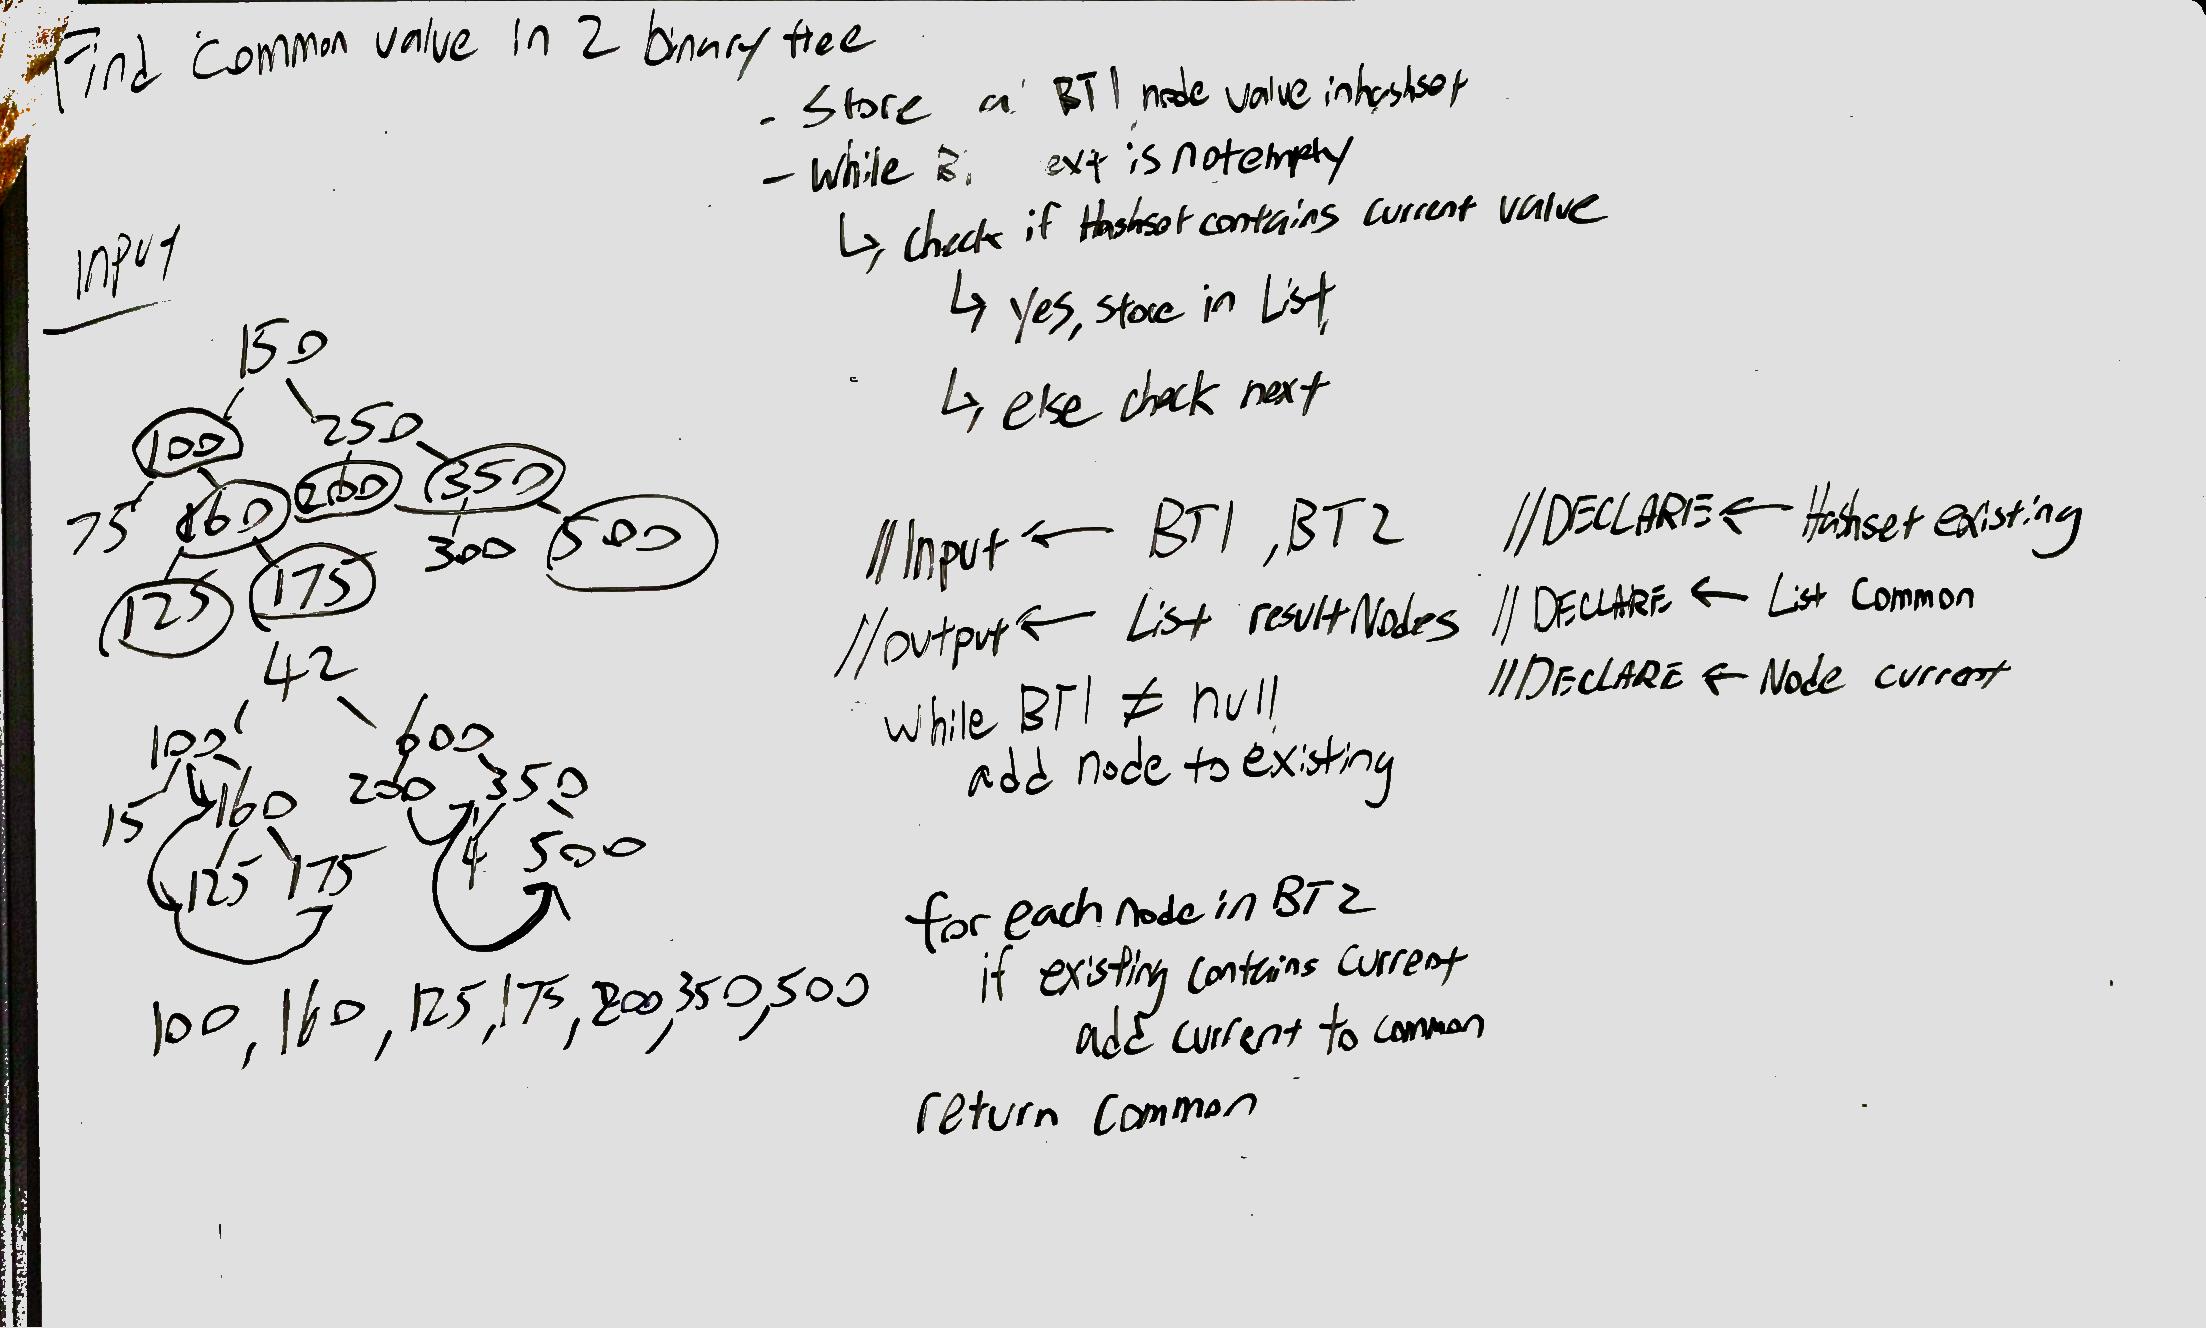 Find common value in 2 binary tree
- Store a BT1 node value in hashset
- while B. ext is not empty
↳ check if Hashset contains current value
↳ yes, store in List
↳ else check next
Input
150
100 250
75 160 200 350
125 175 300 500
42
100 600
15 160 200 350
125 175 4 500
100, 160, 125, 175, 200, 350, 500
//Input ← BT1, BT2
//output ← List resultNodes
while BT1 ≠ null
add node to existing
for each node in BT2
if existing contains current
add current to common
return common
//DECLARE ← Hashset existing
//DECLARE ← List Common
//DECLARE ← Node current